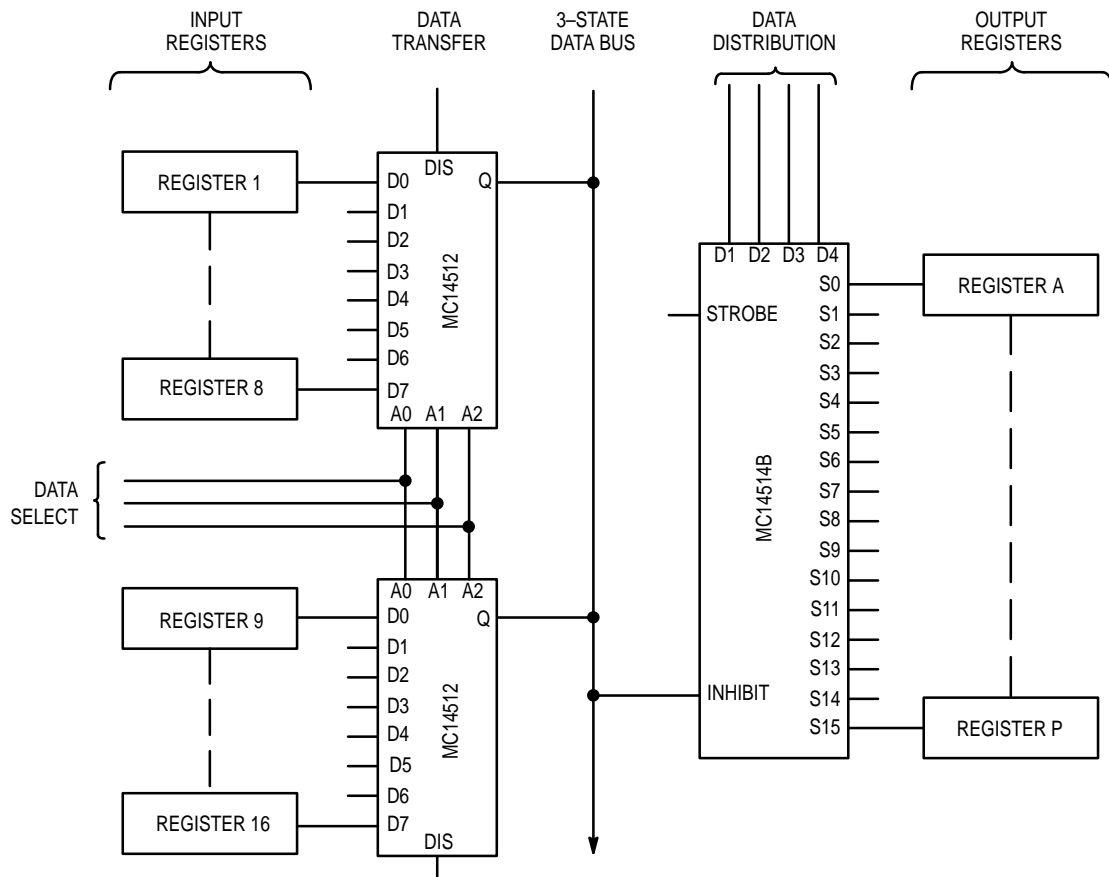 INPUT
REGISTERS
DATA
TRANSFER
3–STATE
DATA BUS
DATA
DISTRIBUTION
OUTPUT
REGISTERS
REGISTER 1
REGISTER 8
DIS
D0
D1
D2
D3
D4
D5
D6
D7
Q
MC14512
A0 A1 A2
DATA
SELECT
REGISTER 9
REGISTER 16
A0 A1 A2
D0
D1
D2
D3
D4
D5
D6
D7
Q
MC14512
DIS
D1 D2 D3 D4
STROBE
INHIBIT
MC14514B
S0
S1
S2
S3
S4
S5
S6
S7
S8
S9
S10
S11
S12
S13
S14
S15
REGISTER A
REGISTER P